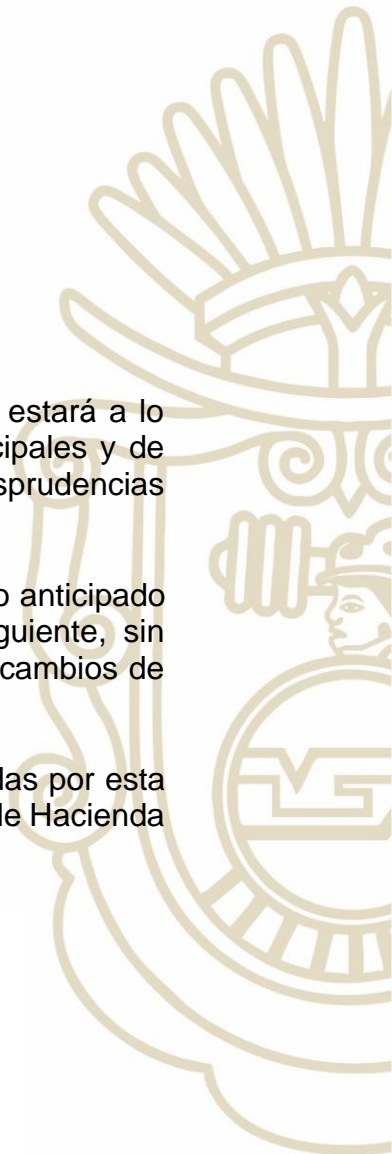 estará a lo
cipales y de
sprudencias
o anticipado
guiente, sin
cambios de
das por esta
de Hacienda